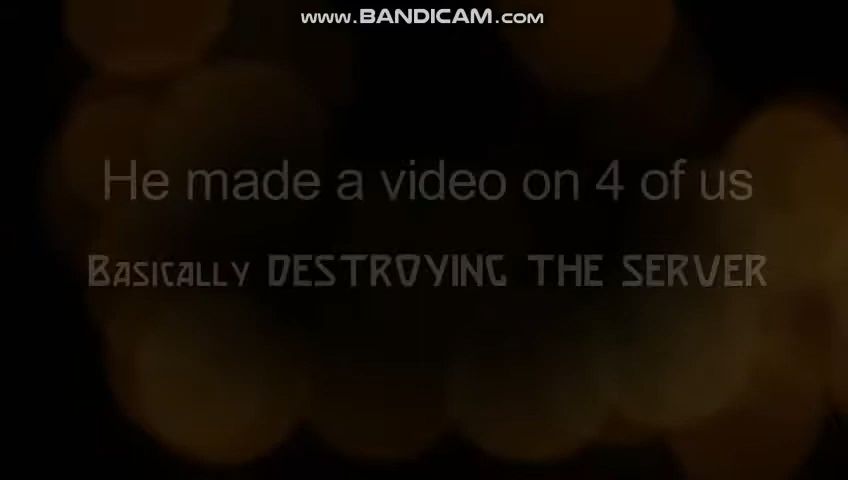 www.BANDICAM.com
He made a video on 4 of us
Basically DESTROYING THE SERVER